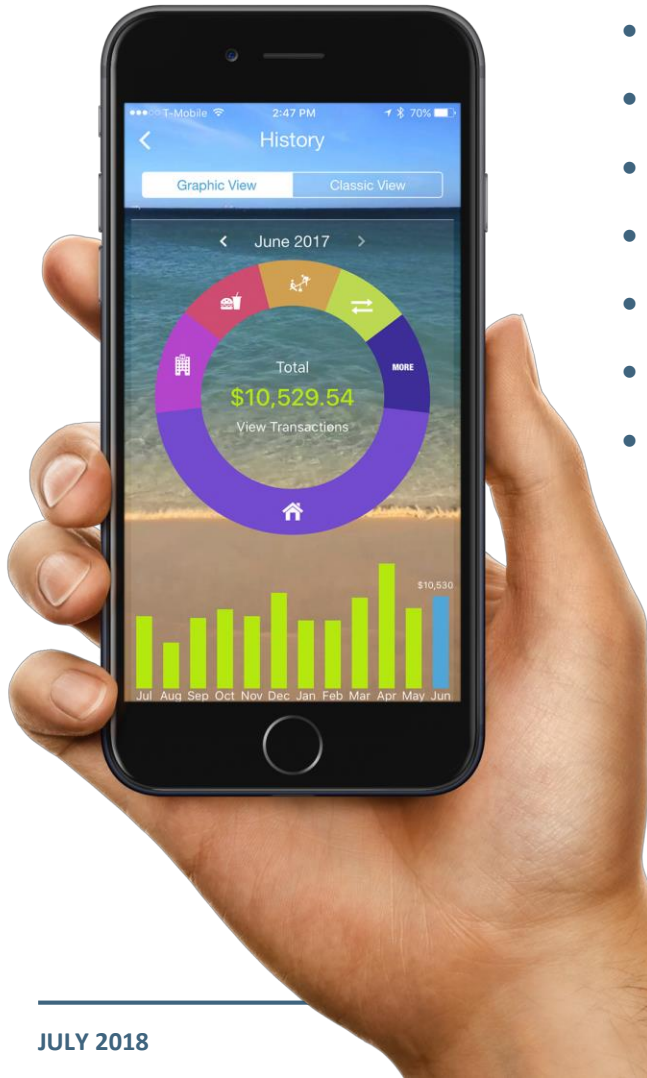 T-Mobile 2:47 PM 70%
History
Graphic View Classic View
June 2017
MORE
Total
$10,529.54
View Transactions
$10,530
Jul Aug Sep Oct Nov Dec Jan Feb Mar Apr May Jun
JULY 2018